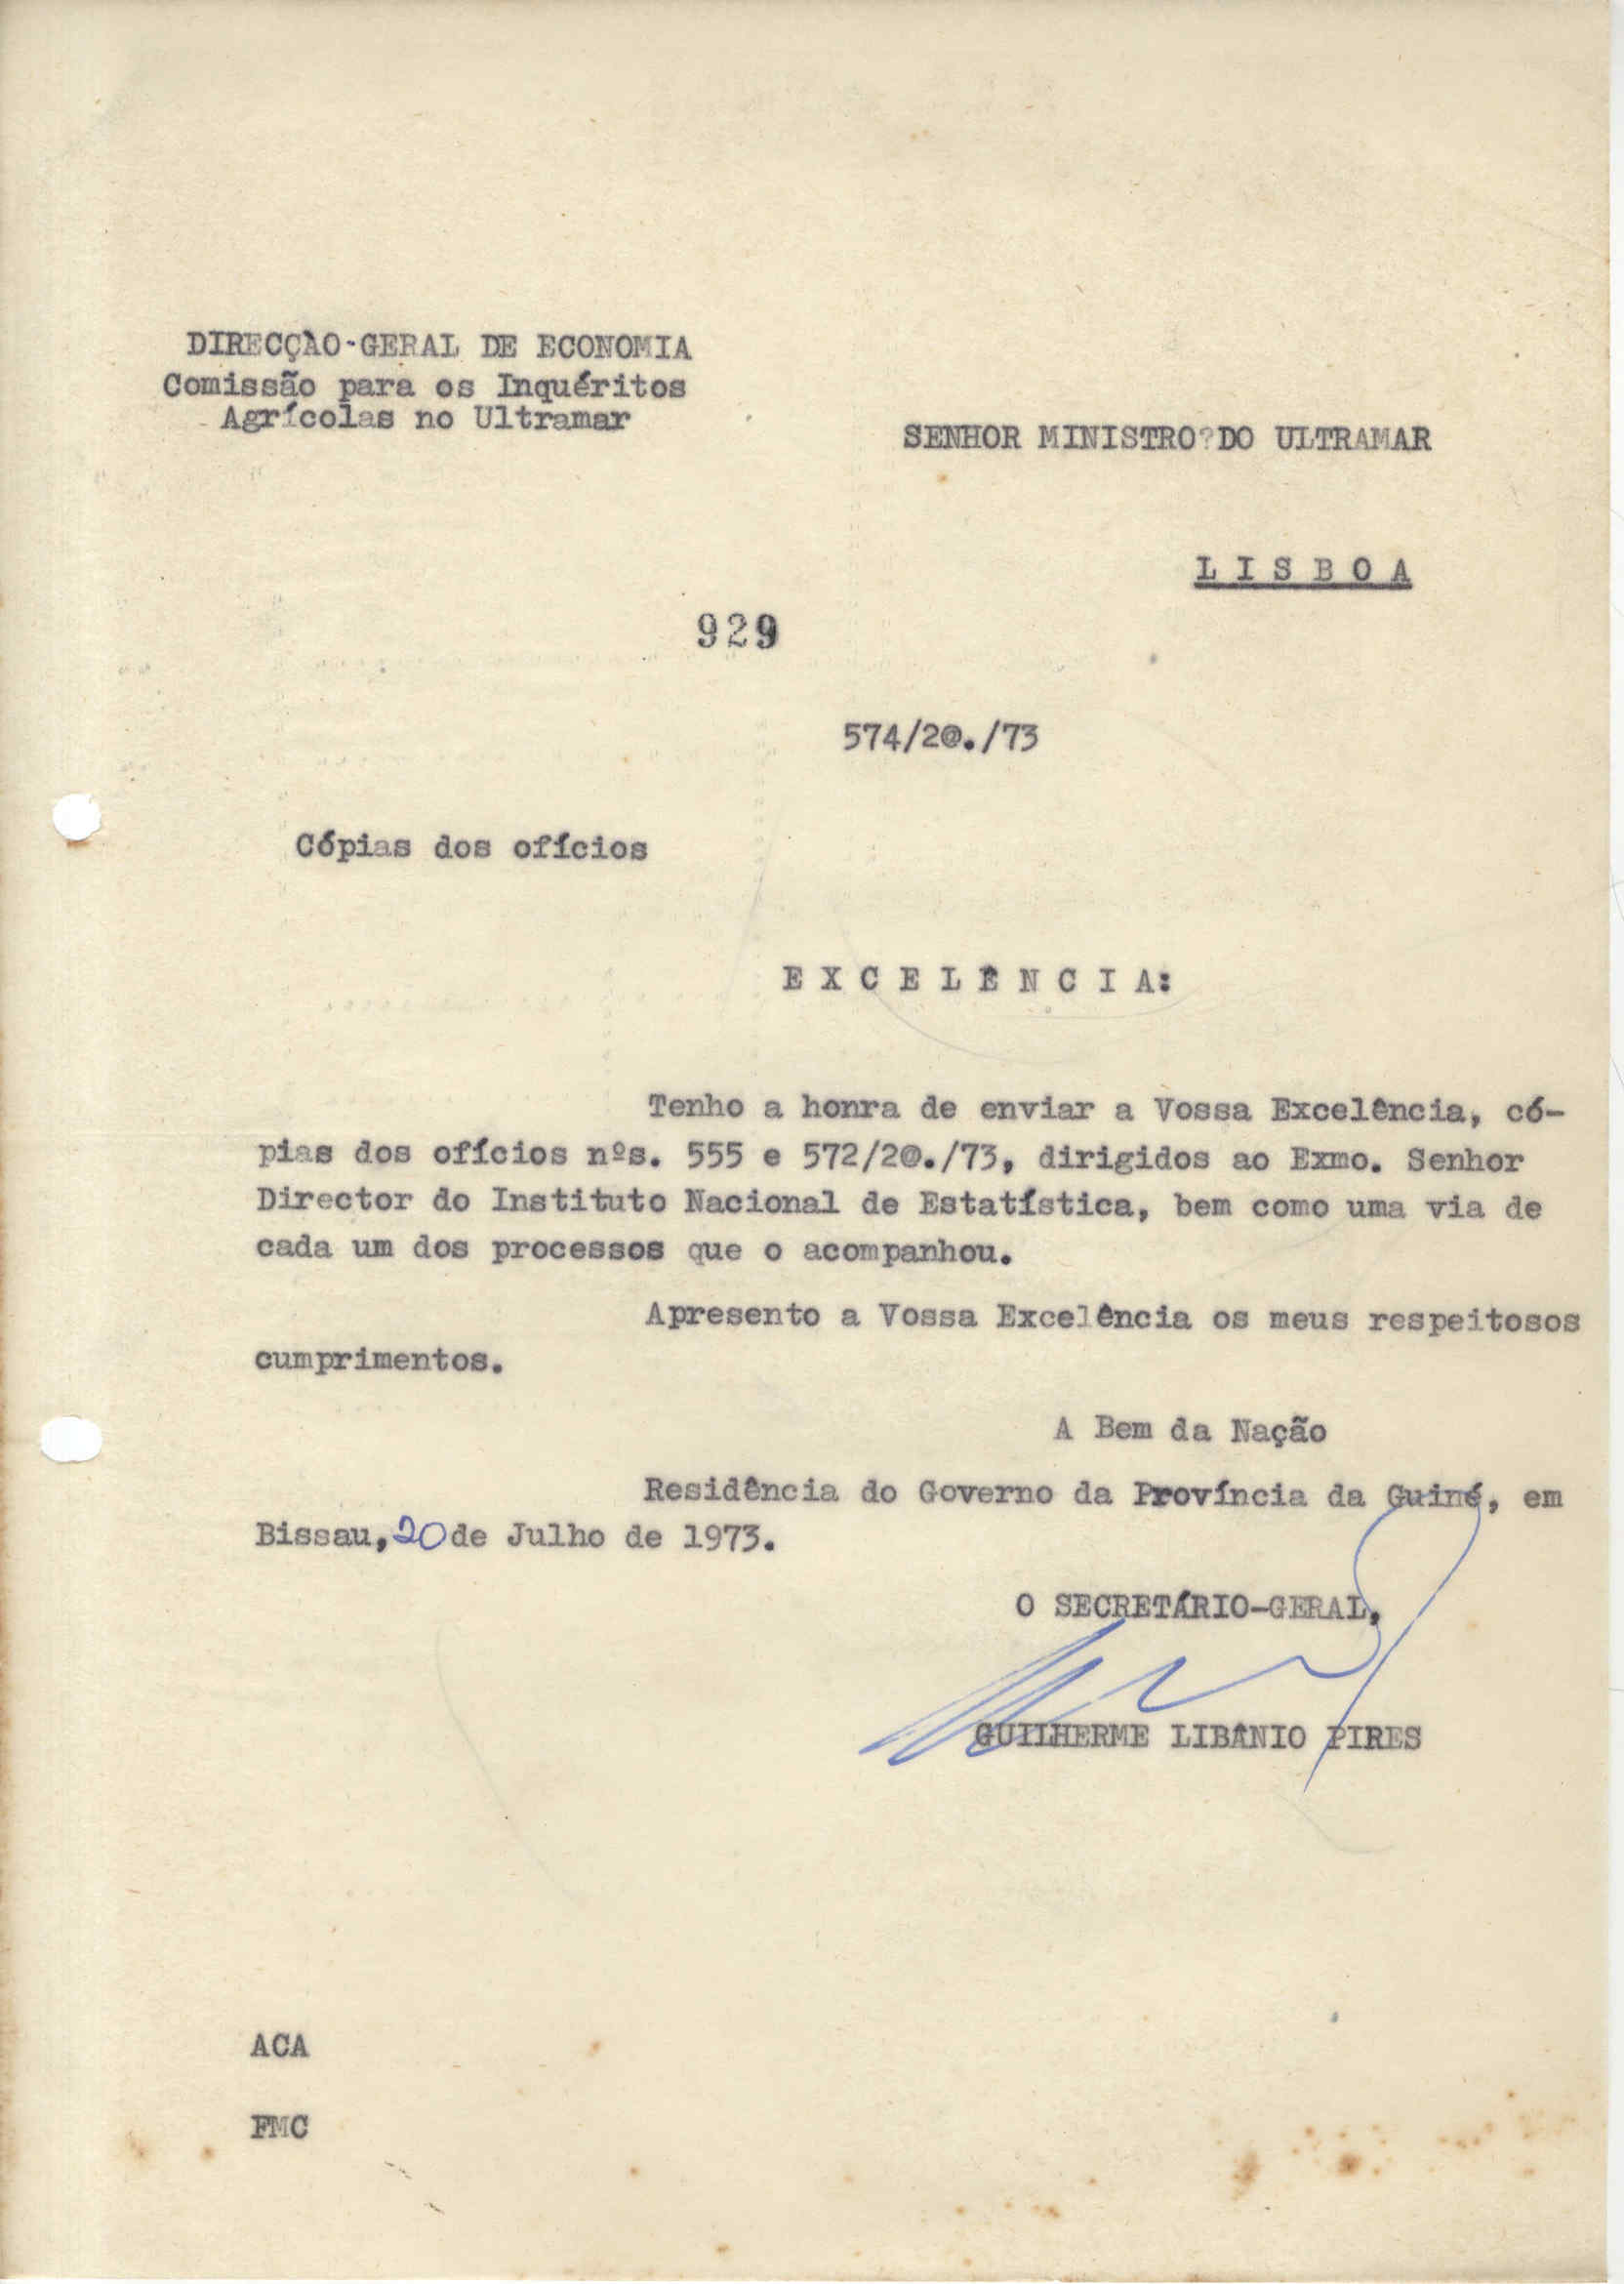 DIRECÇÃO-GERAL DE ECONOMIA
Comissão para os Inquéritos
Agrícolas no Ultramar
SENHOR MINISTRO?DO ULTRAMAR
L I S B O A
929
574/2@./73
Cópias dos ofícios
E X C E L Ê N C I A:
Tenho a honra de enviar a Vossa Excelência, có-
pias dos ofícios nºs. 555 e 572/2@./73, dirigidos ao Exmo. Senhor
Director do Instituto Nacional de Estatística, bem como uma via de
cada um dos processos que o acompanhou.
Apresento a Vossa Excelência os meus respeitosos
cumprimentos.
A Bem da Nação
Residência do Governo da Província da Guiné, em
Bissau, 20 de Julho de 1973.
O SECRETÁRIO-GERAL,
GUILHERME LIBÂNIO PIRES
ACA
FMC